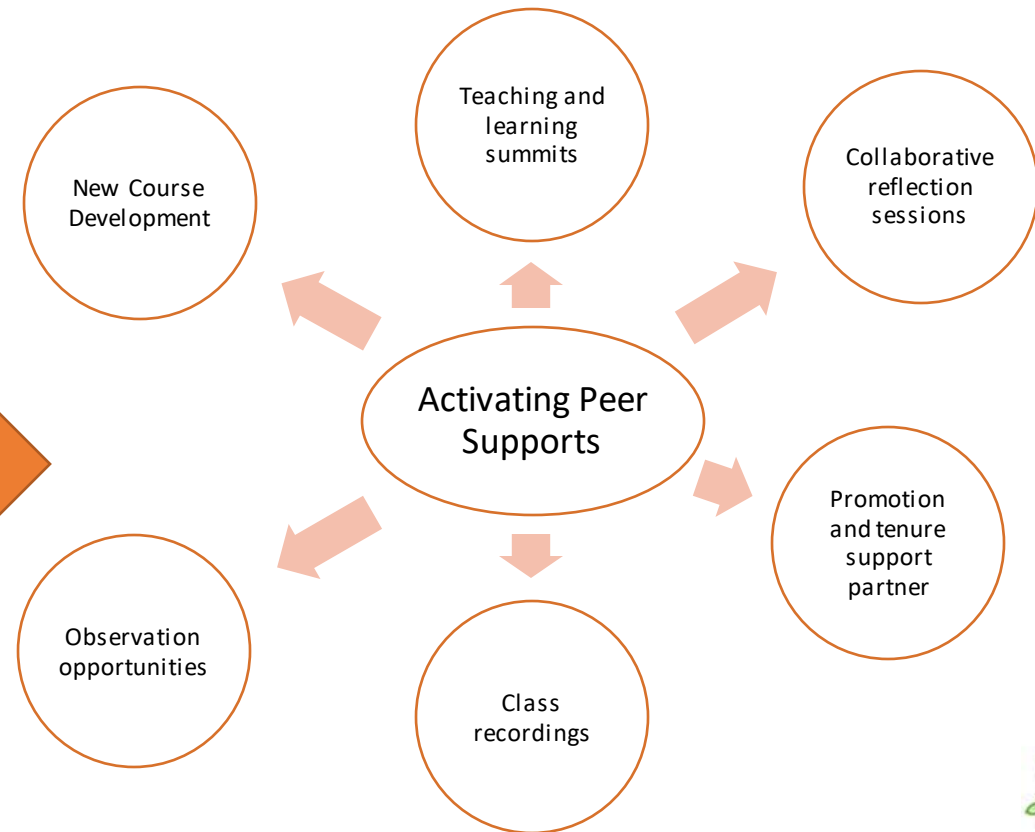 Teaching and
learning
summits
Collaborative
reflection
sessions
New Course
Development
Activating Peer
Supports
Promotion
and tenure
support
partner
Observation
opportunities
Class
recordings